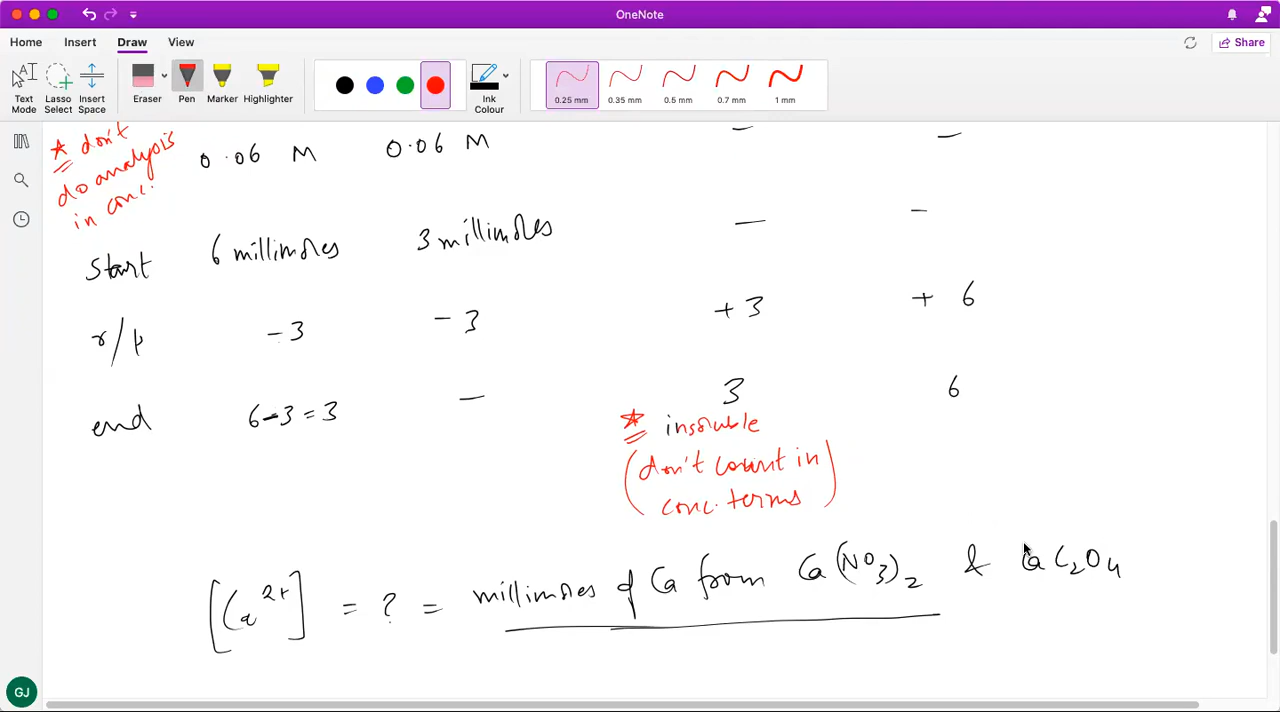 OneNote
Home Insert Draw View
Share
Text Mode
Lasso Select
Insert Space
Eraser
Pen
Marker
Highlighter
Ink Colour
0.25 mm 0.35 mm 0.5 mm 0.7 mm 1 mm
* don't
do analysis
in conc.
0.06 M 0.06 M — —
Start 6 millimoles 3 millimoles — —
r/p -3 -3 +3 + 6
end 6-3=3 — 3 6
* insoluble
(don't count in
conc. terms)
[Ca²⁺] = ? = millimoles of Ca from Ca(NO₃)₂ & CaC₂O₄
GJ